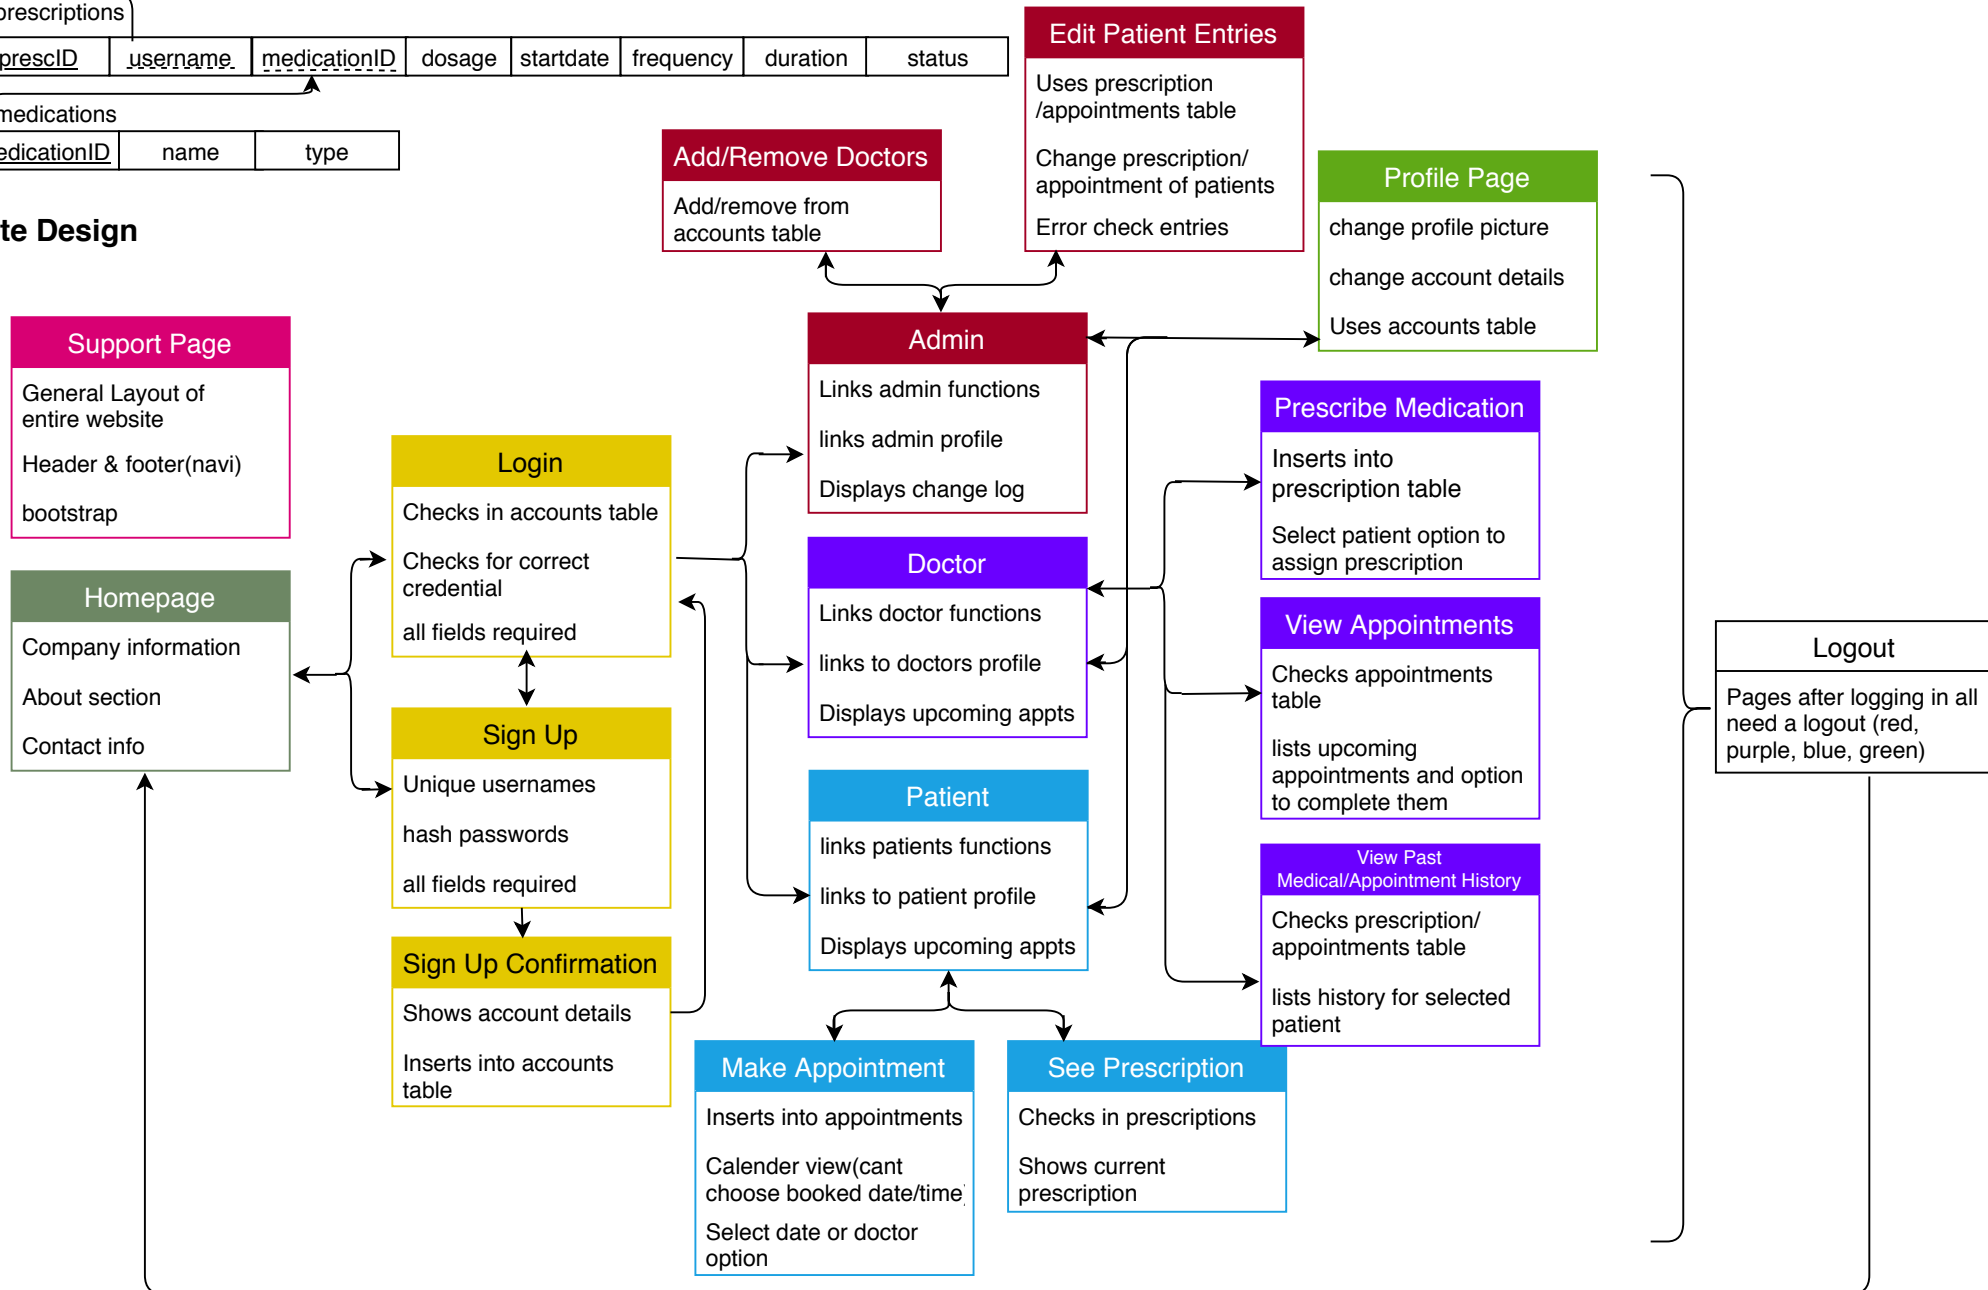 prescriptions
prescID username medicationID dosage startdate frequency duration status
medications
edicationID name type
te Design
Edit Patient Entries
Uses prescription
/appointments table
Change prescription/
appointment of patients
Error check entries
Add/Remove Doctors
Add/remove from
accounts table
Profile Page
change profile picture
change account details
Uses accounts table
Support Page
General Layout of
entire website
Header & footer(navi)
bootstrap
Homepage
Company information
About section
Contact info
Login
Checks in accounts table
Checks for correct
credential
all fields required
Sign Up
Unique usernames
hash passwords
all fields required
Sign Up Confirmation
Shows account details
Inserts into accounts
table
Admin
Links admin functions
links admin profile
Displays change log
Doctor
Links doctor functions
links to doctors profile
Displays upcoming appts
Patient
links patients functions
links to patient profile
Displays upcoming appts
Make Appointment
Inserts into appointments
Calender view(cant
choose booked date/time)
Select date or doctor
option
See Prescription
Checks in prescriptions
Shows current
prescription
Prescribe Medication
Inserts into
prescription table
Select patient option to
assign prescription
View Appointments
Checks appointments
table
lists upcoming
appointments and option
to complete them
View Past
Medical/Appointment History
Checks prescription/
appointments table
lists history for selected
patient
Logout
Pages after logging in all
need a logout (red,
purple, blue, green)